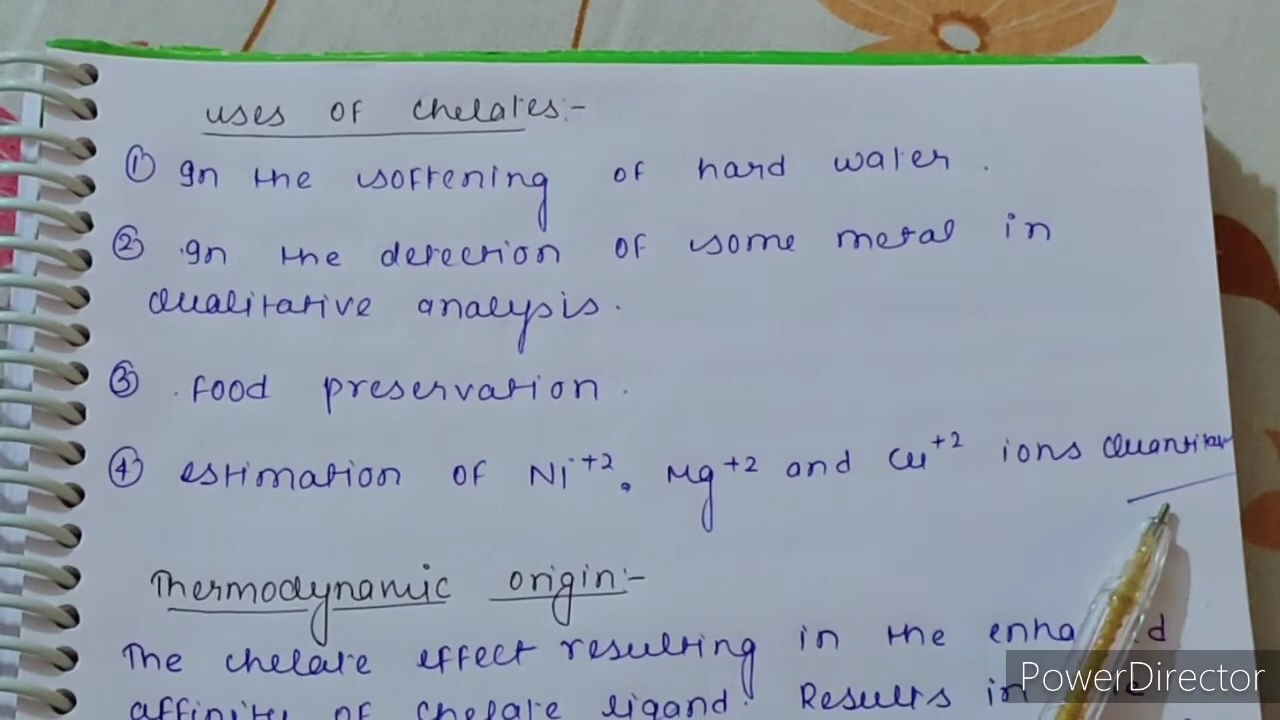 uses of chelates:-
① In the softening of hard water.
② In the detection of some metal in
qualitative analysis.
③ Food preservation.
④ estimation of Ni+2, Mg+2 and Cu+2 ions
Thermodynamic origin:-
The chelate effect resulting in the
affinity of chelate ligand. Results in
PowerDirector